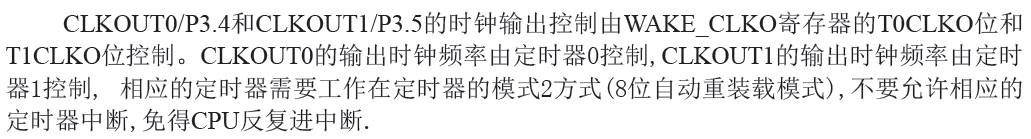 CLKOUT0/P3.4和CLKOUT1/P3.5的时钟输出控制由WAKE_CLKO寄存器的T0CLKO位和
T1CLKO位控制。CLKOUT0的输出时钟频率由定时器0控制,CLKOUT1的输出时钟频率由定时
器1控制, 相应的定时器需要工作在定时器的模式2方式(8位自动重装载模式),不要允许相应的
定时器中断,免得CPU反复进中断.